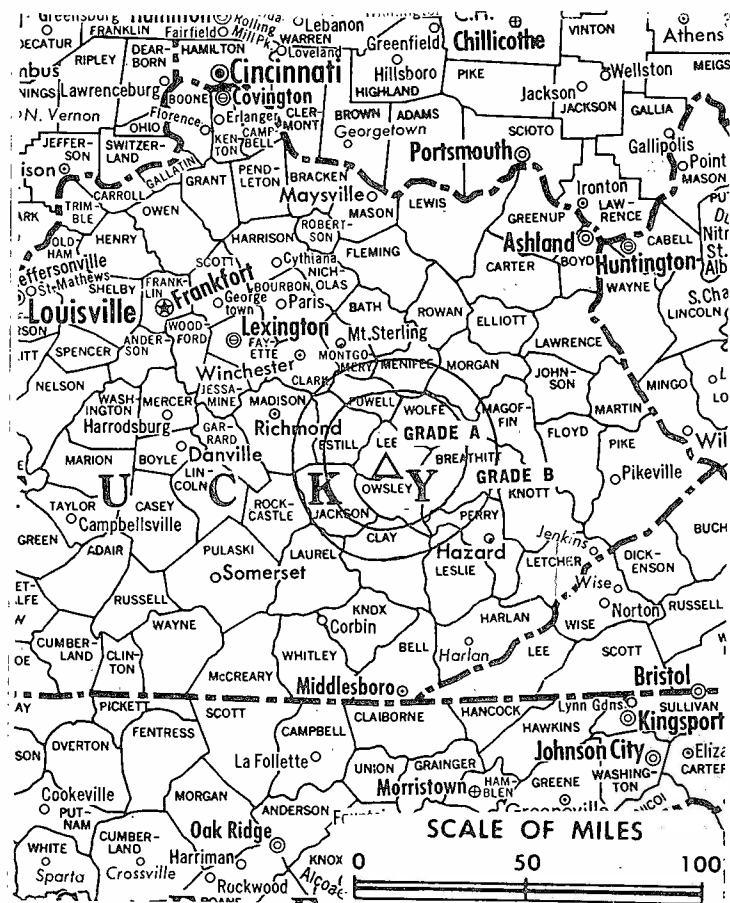 FRANKLIN
Fairfield
HAMILTON
WARREN
Lebanon
DECATUR
RIPLEY
DEAR-
BORN
Rolling
Mill Pk
Loveland
Greenfield
C.H.
Chillicothe
VINTON
Athens
MEIGS
Lawrenceburg
Cincinnati
Hillsboro
HIGHLAND
PIKE
Jackson
JACKSON
Wellston
BOONE
Covington
CLER-
MONT
BROWN
ADAMS
GALLIA
N. Vernon
Florence
Erlanger
Georgetown
SCIOTO
Gallipolis
OHIO
KEN-
TON
CAMP-
BELL
JEFFER-
SON
SWITZER-
LAND
GALLATIN
Portsmouth
Point
MASON
CARROLL
GRANT
PEND-
LETON
BRACKEN
Maysville
MASON
LEWIS
GREENUP
Ironton
LAW-
RENCE
TRIM-
BLE
OWEN
ROBERT-
SON
Ashland
BOYD
CABELL
Huntington
OLD-
HAM
HENRY
HARRISON
FLEMING
CARTER
WAYNE
SCOTT
Cynthiana
NICH-
OLAS
St. Mathews
SHELBY
FRANK-
LIN
Frankfort
George
town
BOURBON
Paris
BATH
ROWAN
ELLIOTT
LINCOLN
Louisville
WOOD-
FORD
Lexington
FAY-
ETTE
Mt. Sterling
LAWRENCE
SPENCER
ANDER-
SON
Winchester
MONTGO-
MERY
MENIFEE
MORGAN
JOHN-
SON
MINGO
NELSON
JESSA-
MINE
CLARK
WASH-
INGTON
MERCER
Harrodsburg
MADISON
Richmond
POWELL
WOLFE
MAGOF-
FIN
MARTIN
GAR-
RARD
ESTILL
LEE
GRADE A
FLOYD
PIKE
MARION
BOYLE
Danville
BREATHITT
U C K Y
LIN-
COLN
GRADE B
KNOTT
Pikeville
OWSLEY
TAYLOR
Campbellsville
CASEY
ROCK-
CASTLE
JACKSON
PERRY
GREEN
ADAIR
PULASKI
LAUREL
CLAY
Hazard
LESLIE
Jenkins
LETCHER
DICK-
ENSON
BUCH
Somerset
Wise
RUSSELL
Norton
RUSSELL
WAYNE
KNOX
Corbin
HARLAN
WISE
CUMBER-
LAND
CLIN-
TON
WHITLEY
BELL
Harlan
LEE
SCOTT
McCREARY
Middlesboro
Bristol
PICKETT
SCOTT
CLAIBORNE
HANCOCK
Lynn Gdns.
SULLIVAN
Kingsport
FENTRESS
CAMPBELL
HAWKINS
OVERTON
La Follette
UNION
GRAINGER
Johnson City
CARTER
Cookeville
PUT-
NAM
MORGAN
Morristown
HAM-
BLEN
GREENE
WASHING-
TON
ANDERSON
CUMBER-
LAND
Oak Ridge
SCALE OF MILES
WHITE
Sparta
Crossville
Harriman
Rockwood
KNOX
Alcoa
0 50 100